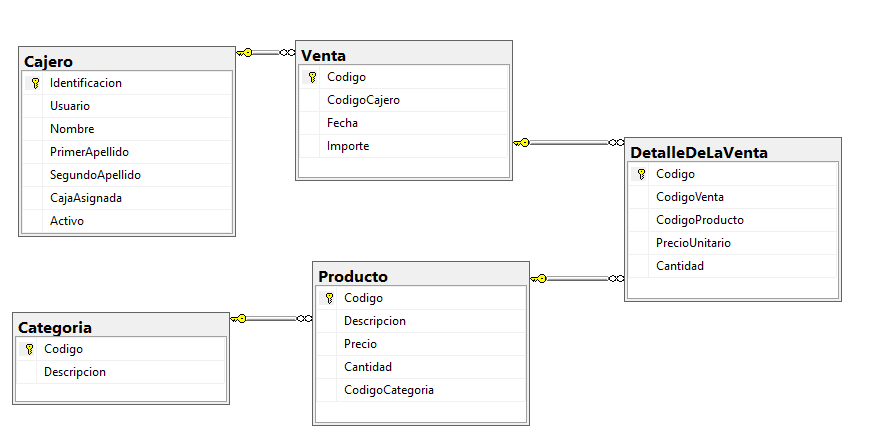 Cajero
Identificacion
Usuario
Nombre
PrimerApellido
SegundoApellido
CajaAsignada
Activo
Venta
Codigo
CodigoCajero
Fecha
Importe
DetalleDeLaVenta
Codigo
CodigoVenta
CodigoProducto
PrecioUnitario
Cantidad
Categoria
Codigo
Descripcion
Producto
Codigo
Descripcion
Precio
Cantidad
CodigoCategoria